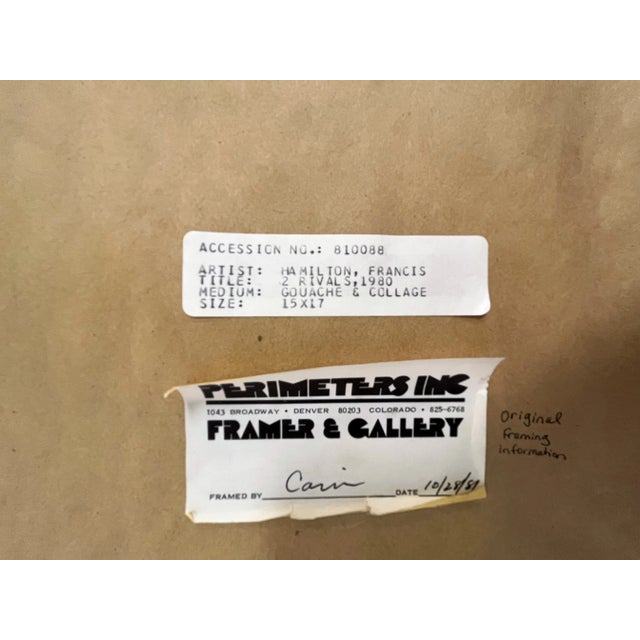 ACCESSION NO.: 810088
ARTIST: HAMILTON, FRANCIS
TITLE: 2 RIVALS,1980
MEDIUM: GOUACHE & COLLAGE
SIZE: 15X17
PERIMETERS INC
1043 BROADWAY • DENVER 80203 COLORADO • 825-6768
FRAMER & GALLERY
FRAMED BY DATE 10/28/81
Original
framing
information